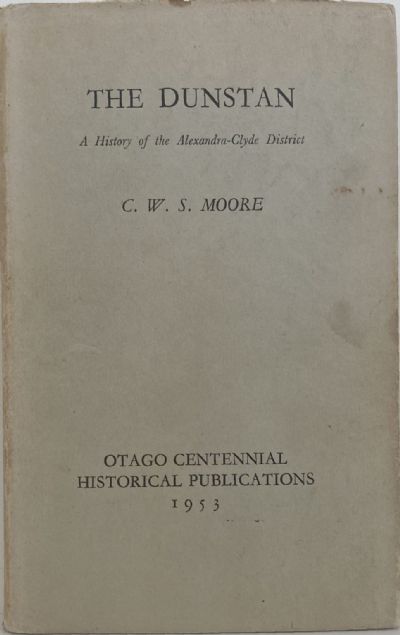 THE DUNSTAN
A History of the Alexandra-Clyde District
C. W. S. MOORE
OTAGO CENTENNIAL
HISTORICAL PUBLICATIONS
1953